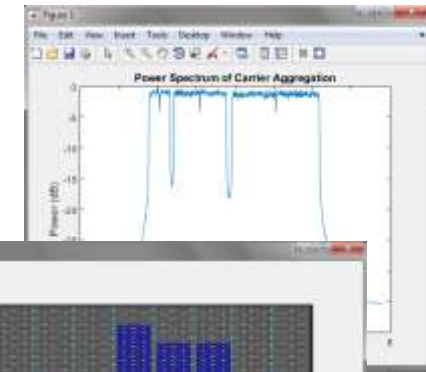 Figure 1
File Edit View Insert Tools Desktop Window Help
Power Spectrum of Carrier Aggregation
0
-5
-10
-15
-20
Power (dB)